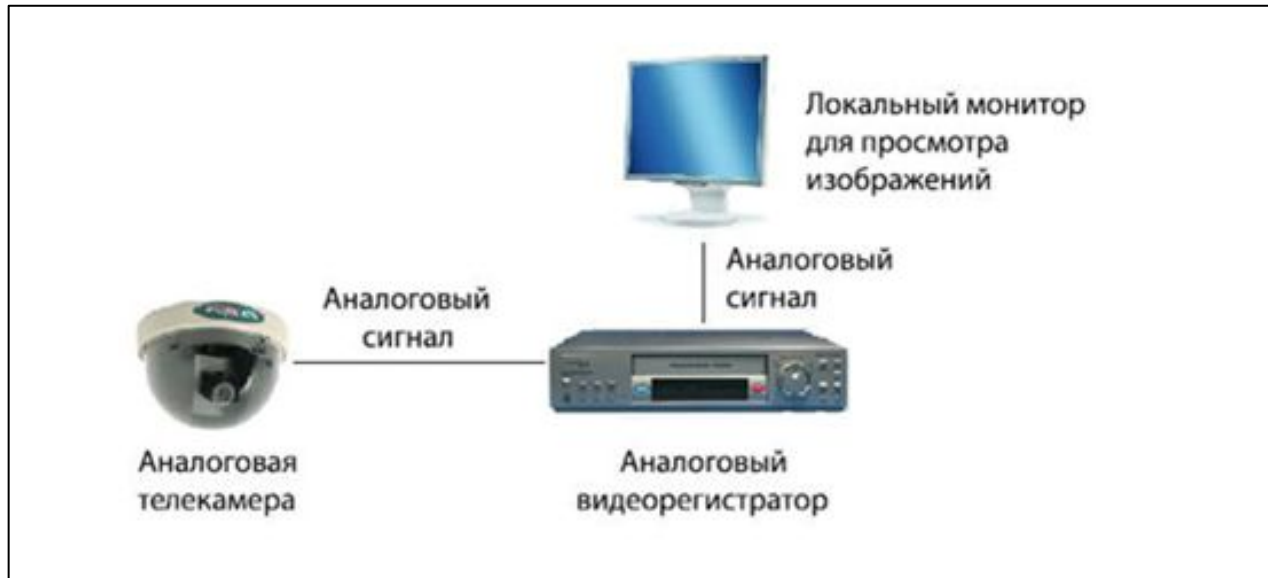 Локальный монитор
для просмотра
изображений
Аналоговый
сигнал
Аналоговый
сигнал
Аналоговая
телекамера
Аналоговый
видеорегистратор